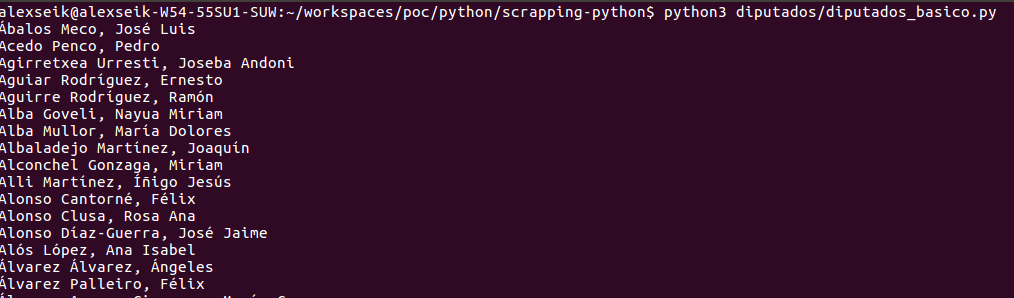 alexseik@alexseik-W54-55SU1-SUW:~/workspaces/poc/python/scrapping-python$ python3 diputados/diputados_basico.py
Ábalos Meco, José Luis
Acedo Penco, Pedro
Agirretxea Urresti, Joseba Andoni
Aguiar Rodríguez, Ernesto
Aguirre Rodríguez, Ramón
Alba Goveli, Nayua Miriam
Alba Mullor, María Dolores
Albaladejo Martínez, Joaquín
Alconchel Gonzaga, Miriam
Alli Martínez, Íñigo Jesús
Alonso Cantorné, Félix
Alonso Clusa, Rosa Ana
Alonso Díaz-Guerra, José Jaime
Alós López, Ana Isabel
Álvarez Álvarez, Ángeles
Álvarez Palleiro, Félix